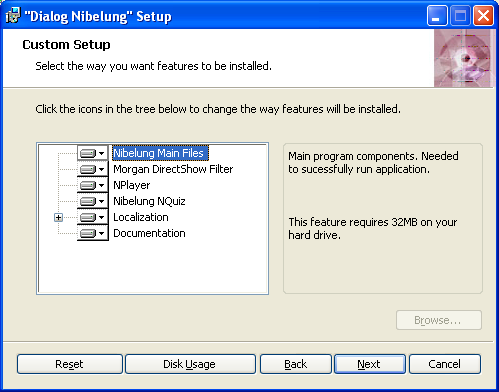 "Dialog Nibelung" Setup
Custom Setup
Select the way you want features to be installed.
Click the icons in the tree below to change the way features will be installed.
Nibelung Main Files
Morgan DirectShow Filter
NPlayer
Nibelung NQuiz
Localization
Documentation
Main program components. Needed
to sucessfully run application.
This feature requires 32MB on your
hard drive.
Browse...
Reset
Disk Usage
Back
Next
Cancel